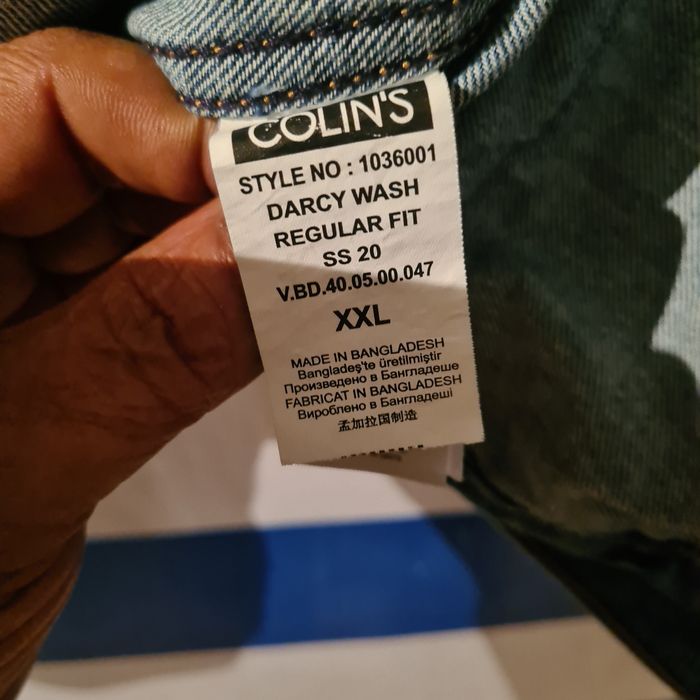 COLIN'S
STYLE NO : 1036001
DARCY WASH
REGULAR FIT
SS 20
V.BD.40.05.00.047
XXL
MADE IN BANGLADESH
Bangladeş'te üretilmiştir
Произведено в Бангладеше
FABRICAT IN BANGLADESH
Вироблено в Бангладеші
孟加拉国制造